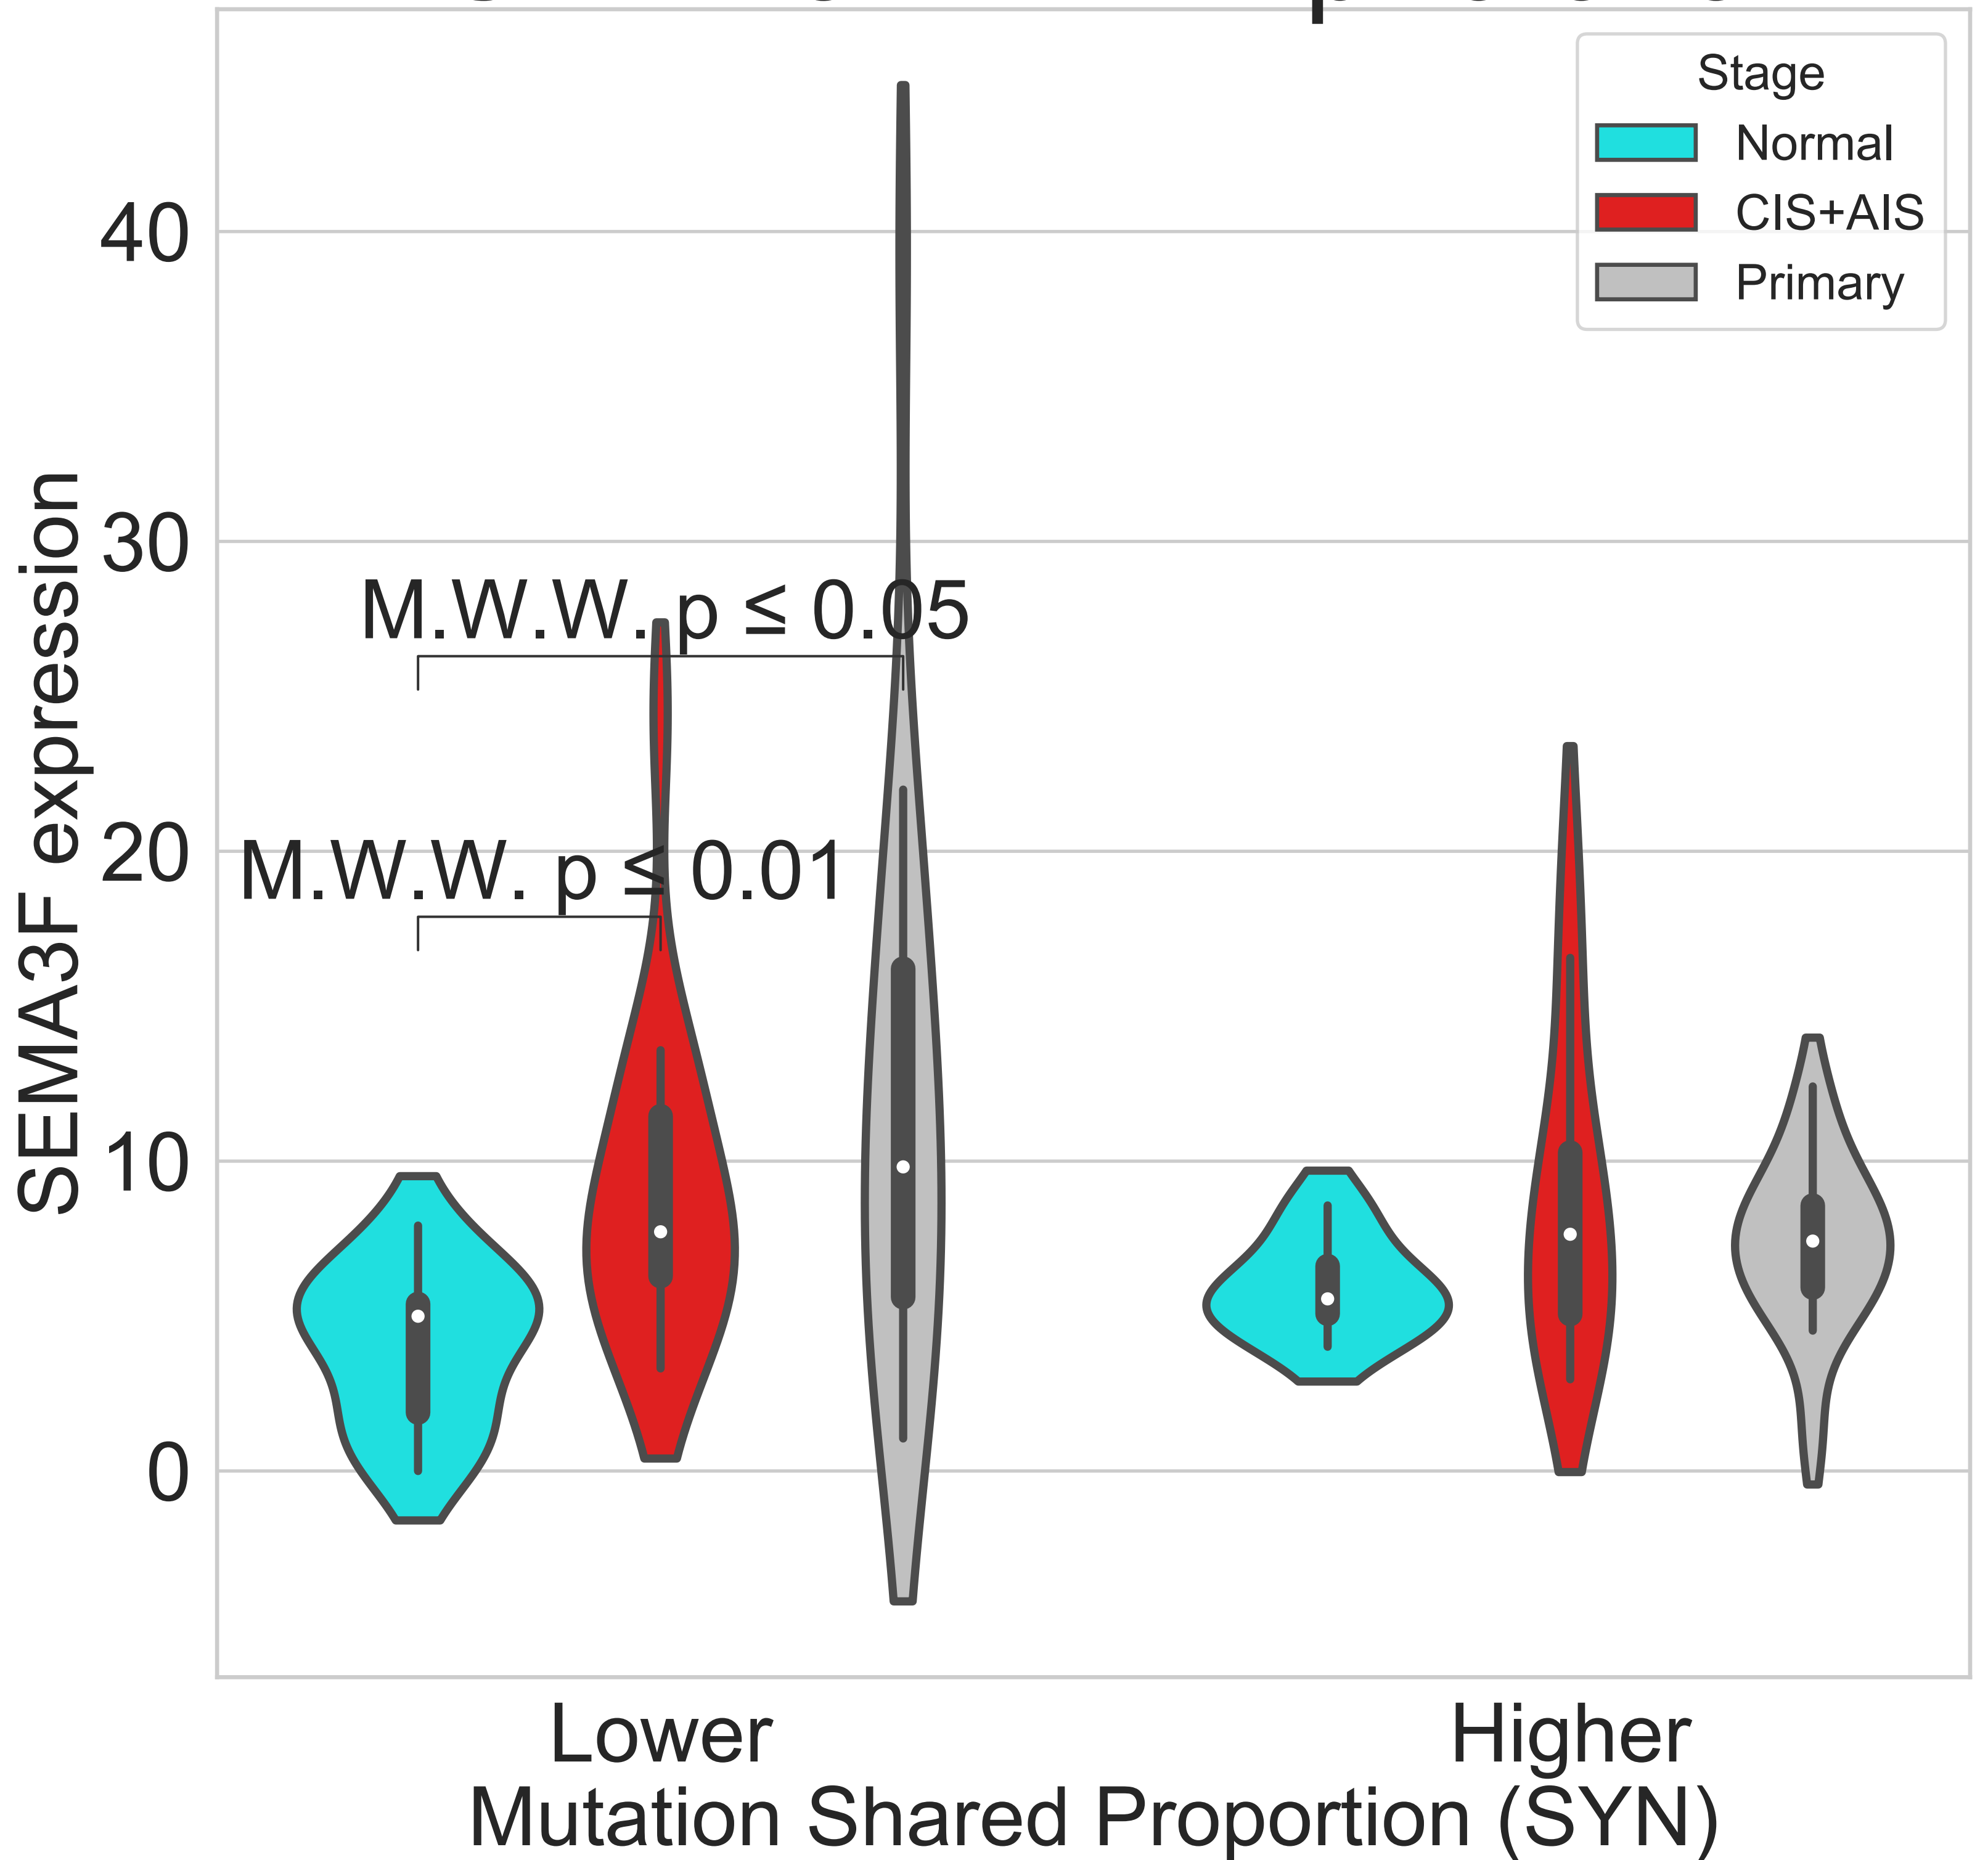 Stage
Normal
CIS+AIS
Primary
40
30
20
10
0
SEMA3F expression
M.W.W. p ≤ 0.05
M.W.W. p ≤ 0.01
Lower
Higher
Mutation Shared Proportion (SYN)